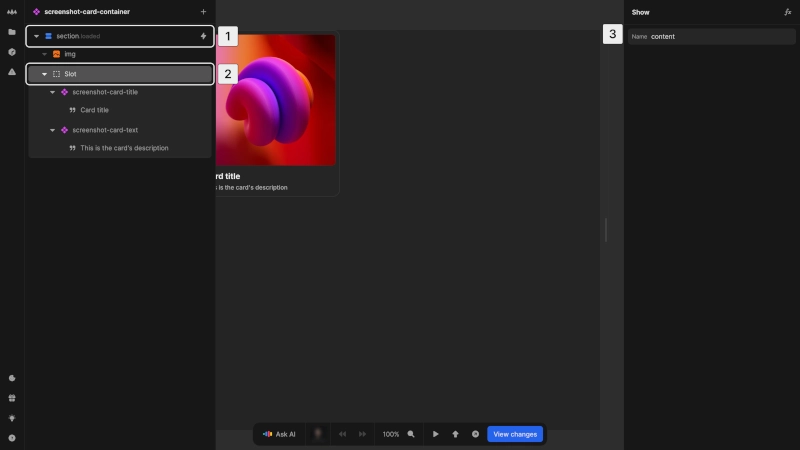 screenshot-card-container
section loaded
1
img
Slot
2
screenshot-card-title
Card title
screenshot-card-text
This is the card's description
rd title
is the card's description
3
Show
fx
Name content
Ask AI
100%
View changes